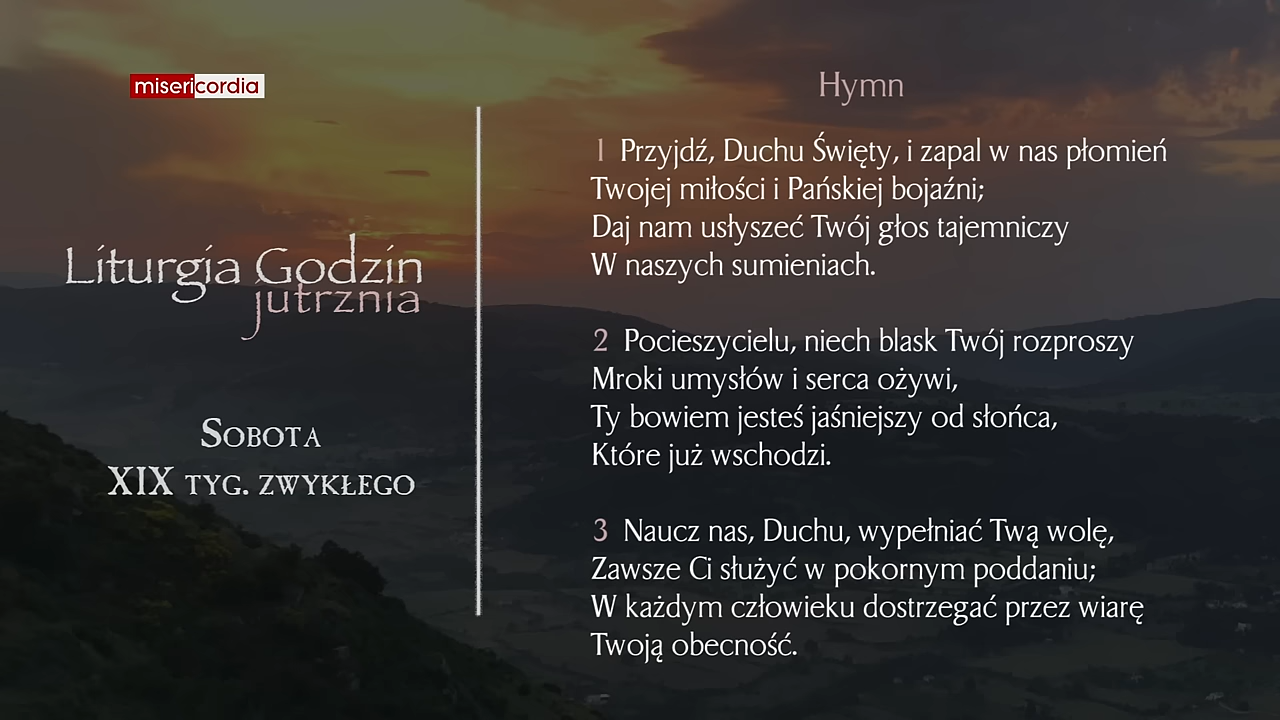 misericordia
Liturgia Godzin
jutrznia
Sobota
XIX tyg. zwykłego
Hymn
1 Przyjdź, Duchu Święty, i zapal w nas płomień
Twojej miłości i Pańskiej bojaźni;
Daj nam usłyszeć Twój głos tajemniczy
W naszych sumieniach.
2 Pocieszycielu, niech blask Twój rozproszy
Mroki umysłów i serca ożywi,
Ty bowiem jesteś jaśniejszy od słońca,
Które już wschodzi.
3 Naucz nas, Duchu, wypełniać Twą wolę,
Zawsze Ci służyć w pokornym poddaniu;
W każdym człowieku dostrzegać przez wiarę
Twoją obecność.